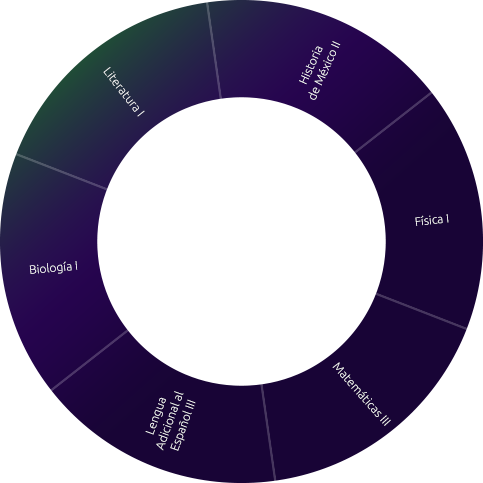 Literatura I
Historia
de México II
Física I
Matemáticas III
Lengua
Adicional al
Español III
Biología I